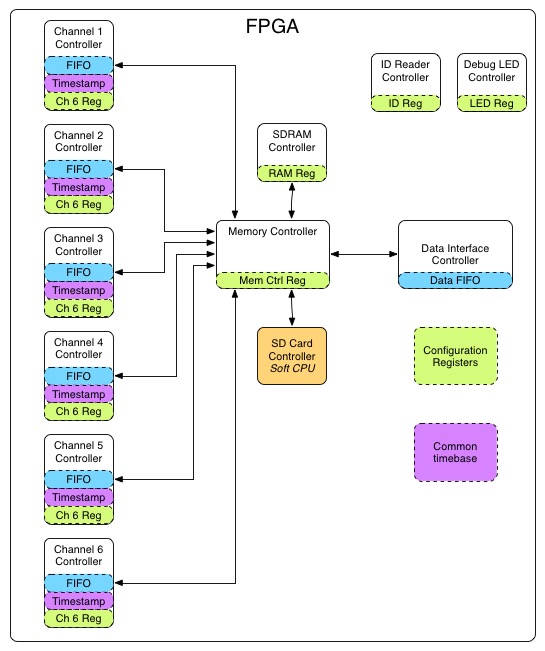 FPGA
Channel 1
Controller
FIFO
Timestamp
Ch 6 Reg
Channel 2
Controller
FIFO
Timestamp
Ch 6 Reg
Channel 3
Controller
FIFO
Timestamp
Ch 6 Reg
Channel 4
Controller
FIFO
Timestamp
Ch 6 Reg
Channel 5
Controller
FIFO
Timestamp
Ch 6 Reg
Channel 6
Controller
FIFO
Timestamp
Ch 6 Reg
SDRAM
Controller
RAM Reg
Memory Controller
Mem Ctrl Reg
SD Card
Controller
Soft CPU
ID Reader
Controller
ID Reg
Debug LED
Controller
LED Reg
Data Interface
Controller
Data FIFO
Configuration
Registers
Common
timebase